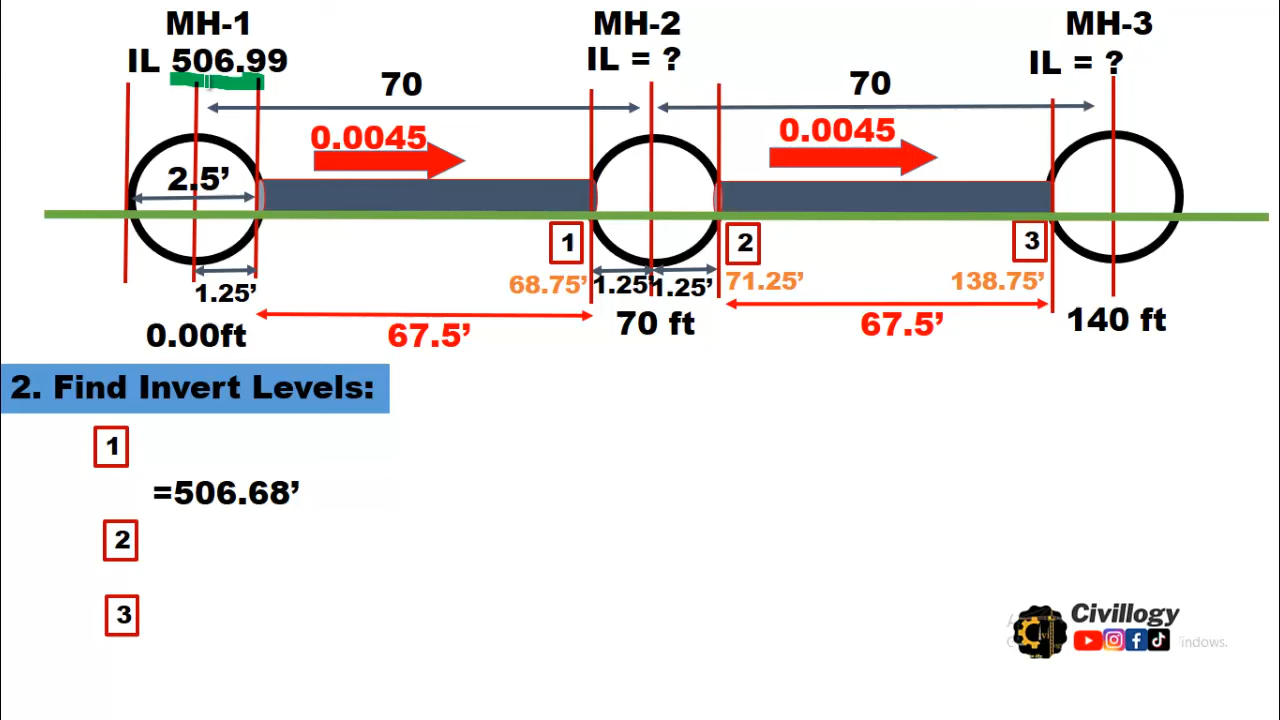 MH-1
IL 506.99
MH-2
IL = ?
MH-3
IL = ?
70
70
0.0045
0.0045
2.5’
1
2
3
1.25’
68.75’
1.25’
1.25’
71.25’
138.75’
0.00ft
67.5’
70 ft
67.5’
140 ft
2. Find Invert Levels:
1
=506.68’
2
3
Civillogy
indows.